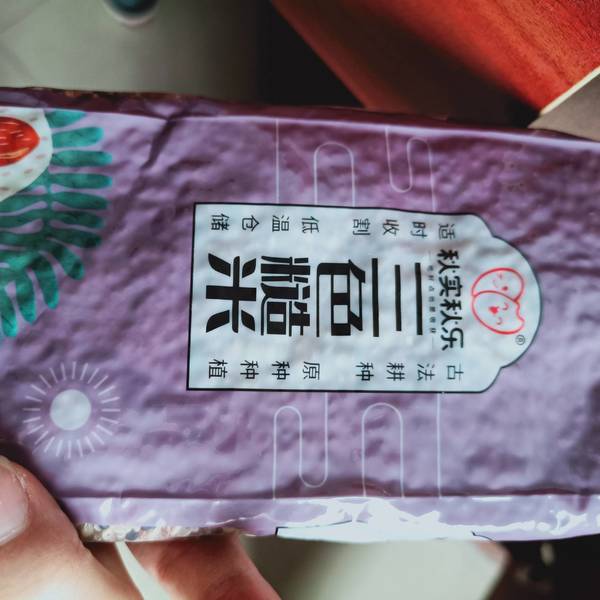 秋实秋乐
®
三色糙米
古法耕种 原种种植
适时收割 低温仓储